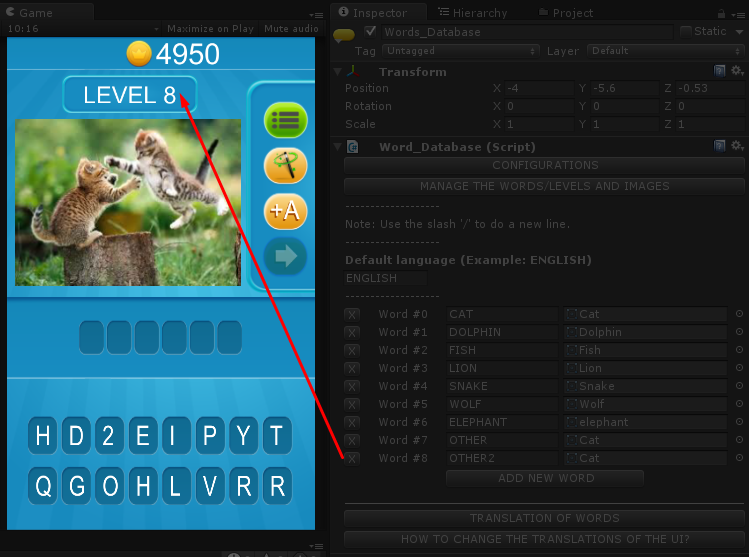 Game
10:16 Maximize on Play Mute audio
4950
LEVEL 8
+A
H D 2 E I P Y T
Q G O H L V R R
Inspector Hierarchy Project
Words_Database Static
Tag Untagged Layer Default
Transform
Position X -4 Y -5.6 Z -0.53
Rotation X 0 Y 0 Z 0
Scale X 1 Y 1 Z 1
Word_Database (Script)
CONFIGURATIONS
MANAGE THE WORDS/LEVELS AND IMAGES
-------------------
Note: Use the slash '/' to do a new line.
-------------------
Default language (Example: ENGLISH)
ENGLISH
-------------------
X Word #0 CAT Cat
X Word #1 DOLPHIN Dolphin
X Word #2 FISH Fish
X Word #3 LION Lion
X Word #4 SNAKE Snake
X Word #5 WOLF Wolf
X Word #6 ELEPHANT elephant
X Word #7 OTHER Cat
X Word #8 OTHER2 Cat
ADD NEW WORD
TRANSLATION OF WORDS
HOW TO CHANGE THE TRANSLATIONS OF THE UI?